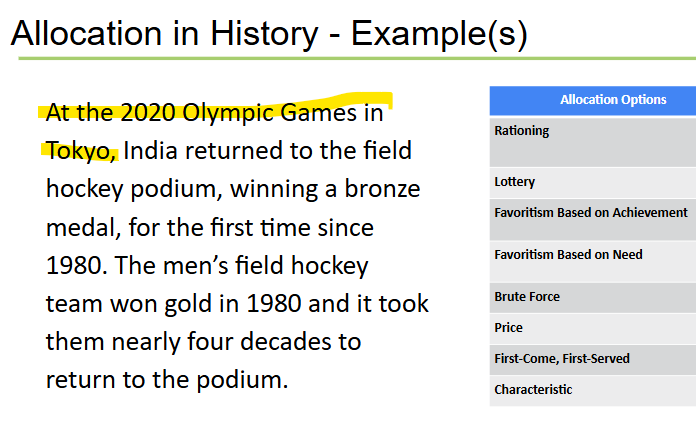 Allocation in History - Example(s)
At the 2020 Olympic Games in
Tokyo, India returned to the field
hockey podium, winning a bronze
medal, for the first time since
1980. The men’s field hockey
team won gold in 1980 and it took
them nearly four decades to
return to the podium.
Allocation Options
Rationing
Lottery
Favoritism Based on Achievement
Favoritism Based on Need
Brute Force
Price
First-Come, First-Served
Characteristic